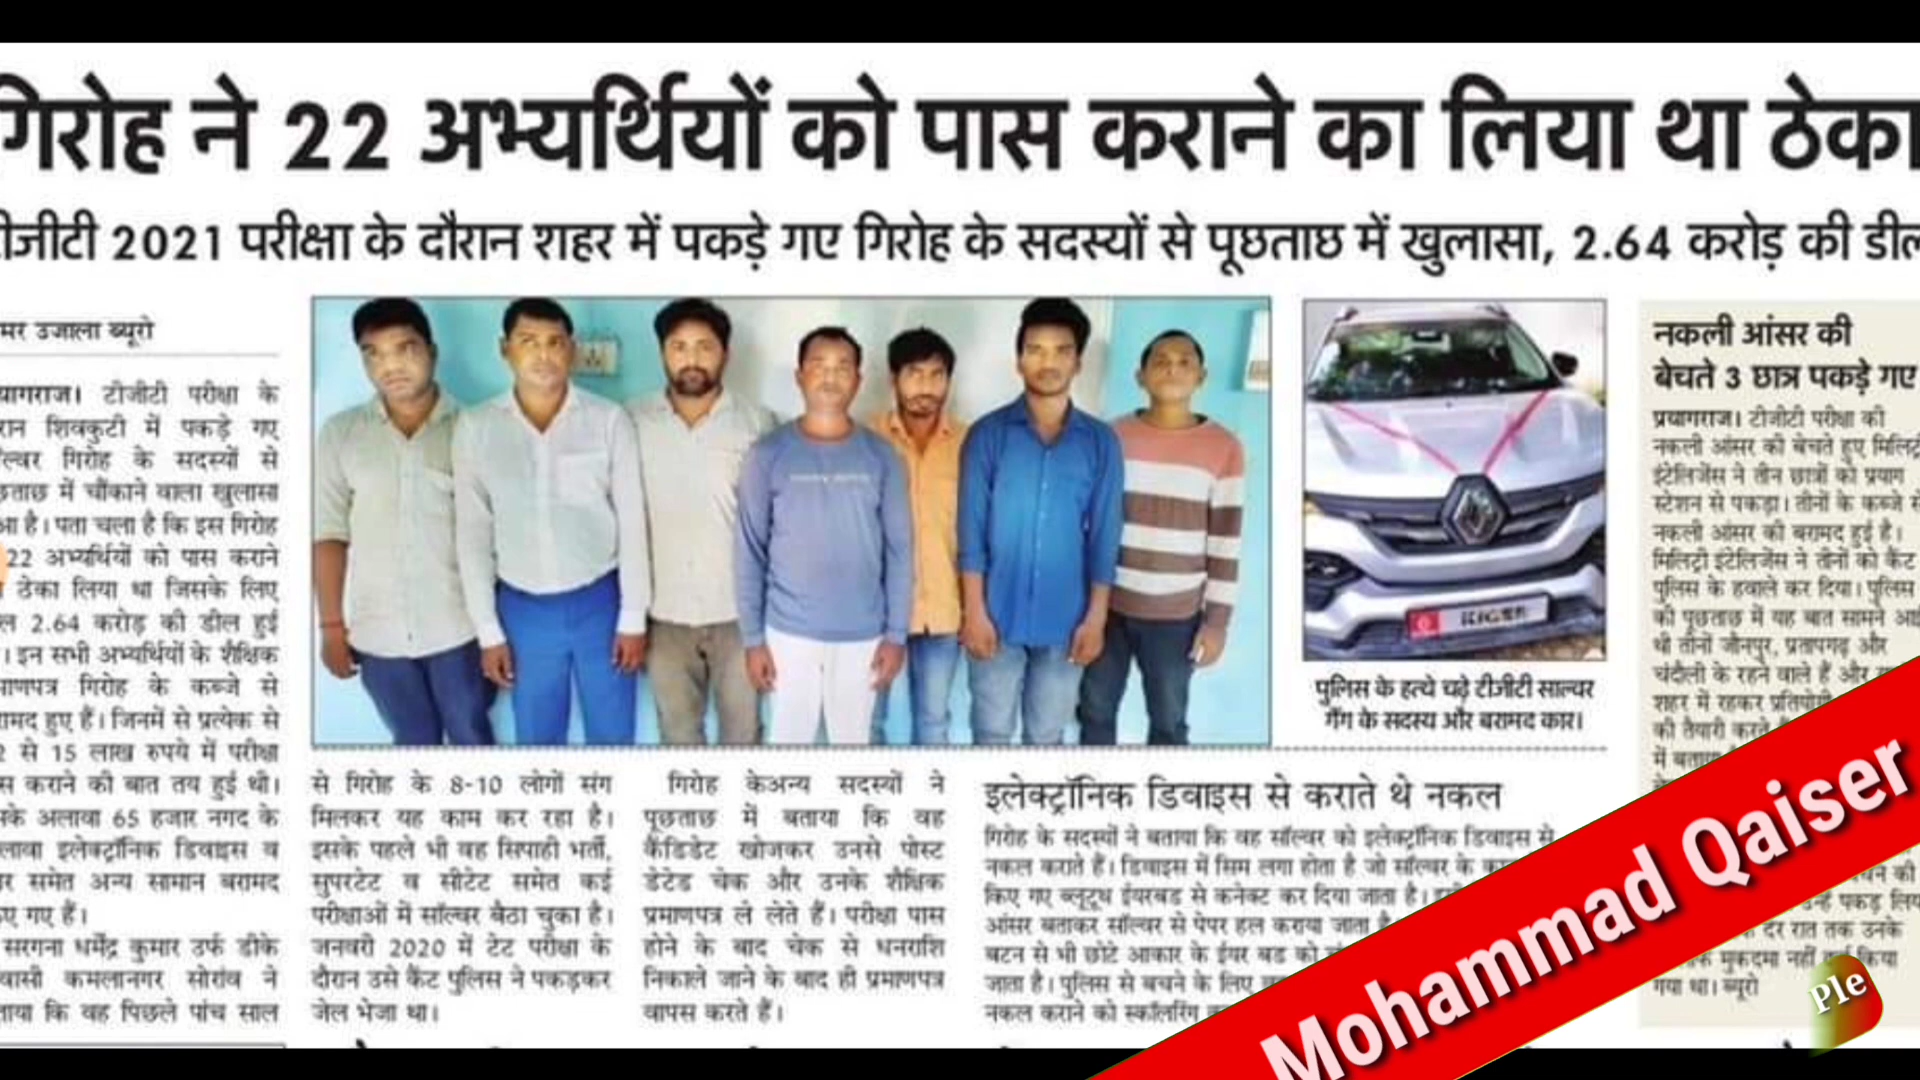 गिरोह ने 22 अभ्यर्थियों को पास कराने का लिया था ठेका
टीजीटी 2021 परीक्षा के दौरान शहर में पकड़े गए गिरोह के सदस्यों से पूछताछ में खुलासा, 2.64 करोड़ की डील
मर उजाला ब्यूरो
यागराज। टीजीटी परीक्षा के
रान शिवकुटी में पकड़े गए
ल्वर गिरोह के सदस्यों से
छताछ में चौंकाने वाला खुलासा
आ है। पता चला है कि इस गिरोह
22 अभ्यर्थियों को पास कराने
ठेका लिया था जिसके लिए
ल 2.64 करोड़ की डील हुई
। इन सभी अभ्यर्थियों के शैक्षिक
माणपत्र गिरोह के कब्जे से
रामद हुए हैं। जिनमें से प्रत्येक से
2 से 15 लाख रुपये में परीक्षा
स कराने की बात तय हुई थी।
सके अलावा 65 हजार नगद के
लावा इलेक्ट्रॉनिक डिवाइस व
र समेत अन्य सामान बरामद
ए गए हैं।
सरगना धर्मेंद्र कुमार उर्फ डीके
वासी कमलानगर सोरांव ने
ताया कि वह पिछले पांच साल
से गिरोह के 8-10 लोगों संग
मिलकर यह काम कर रहा है।
इसके पहले भी वह सिपाही भर्ती,
सुपरटेट व सीटेट समेत कई
परीक्षाओं में सॉल्वर बैठा चुका है।
जनवरी 2020 में टेट परीक्षा के
दौरान उसे कैंट पुलिस ने पकड़कर
जेल भेजा था।
गिरोह केअन्य सदस्यों ने
पूछताछ में बताया कि वह
कैंडिडेट खोजकर उनसे पोस्ट
डेटेड चेक और उनके शैक्षिक
प्रमाणपत्र ले लेते हैं। परीक्षा पास
होने के बाद चेक से धनराशि
निकाले जाने के बाद ही प्रमाणपत्र
वापस करते हैं।
KIGER
पुलिस के हत्थे चढ़े टीजीटी साल्वर
गैंग के सदस्य और बरामद कार।
इलेक्ट्रॉनिक डिवाइस से कराते थे नकल
गिरोह के सदस्यों ने बताया कि वह सॉल्वर को इलेक्ट्रॉनिक डिवाइस से
नकल कराते हैं। डिवाइस में सिम लगा होता है जो सॉल्वर के
किए गए ब्लूटूथ ईयरबड से कनेक्ट कर दिया जाता है।
आंसर बताकर सॉल्वर से पेपर हल कराया जाता है
बटन से भी छोटे आकार के ईयर बड को
जाता है। पुलिस से बचने के लिए
नकल कराने को स्कॉलरिंग
नकली आंसर की
बेचते 3 छात्र पकड़े गए
प्रयागराज। टीजीटी परीक्षा की
नकली आंसर की बेचते हुए मिलिट्री
इंटेलिजेंस ने तीन छात्रों को प्रयाग
स्टेशन से पकड़ा। तीनों के कब्जे से
नकली आंसर की बरामद हुई है।
मिलिट्री इंटेलिजेंस ने तीनों को कैंट
पुलिस के हवाले कर दिया। पुलिस
की पूछताछ में यह बात सामने आई
थी तीनों जौनपुर, प्रतापगढ़ और
चंदौली के रहने वाले हैं और
शहर में रहकर प्रतियोगी
की तैयारी करते
में बताया
उन्हें पकड़ लिया
देर रात तक उनके
मुकदमा नहीं दर्ज किया
गया था। ब्यूरो
Mohammad Qaiser
Ple